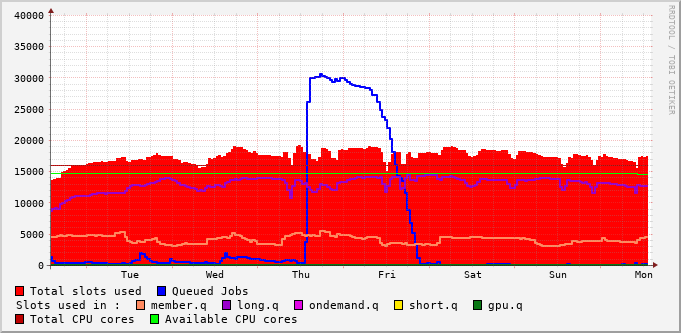 40000
35000
30000
25000
20000
15000
10000
5000
0
Tue Wed Thu Fri Sat Sun Mon
RRDTOOL / TOBI OETIKER
Total slots used Queued Jobs
Slots used in : member.q long.q ondemand.q short.q gpu.q
Total CPU cores Available CPU cores